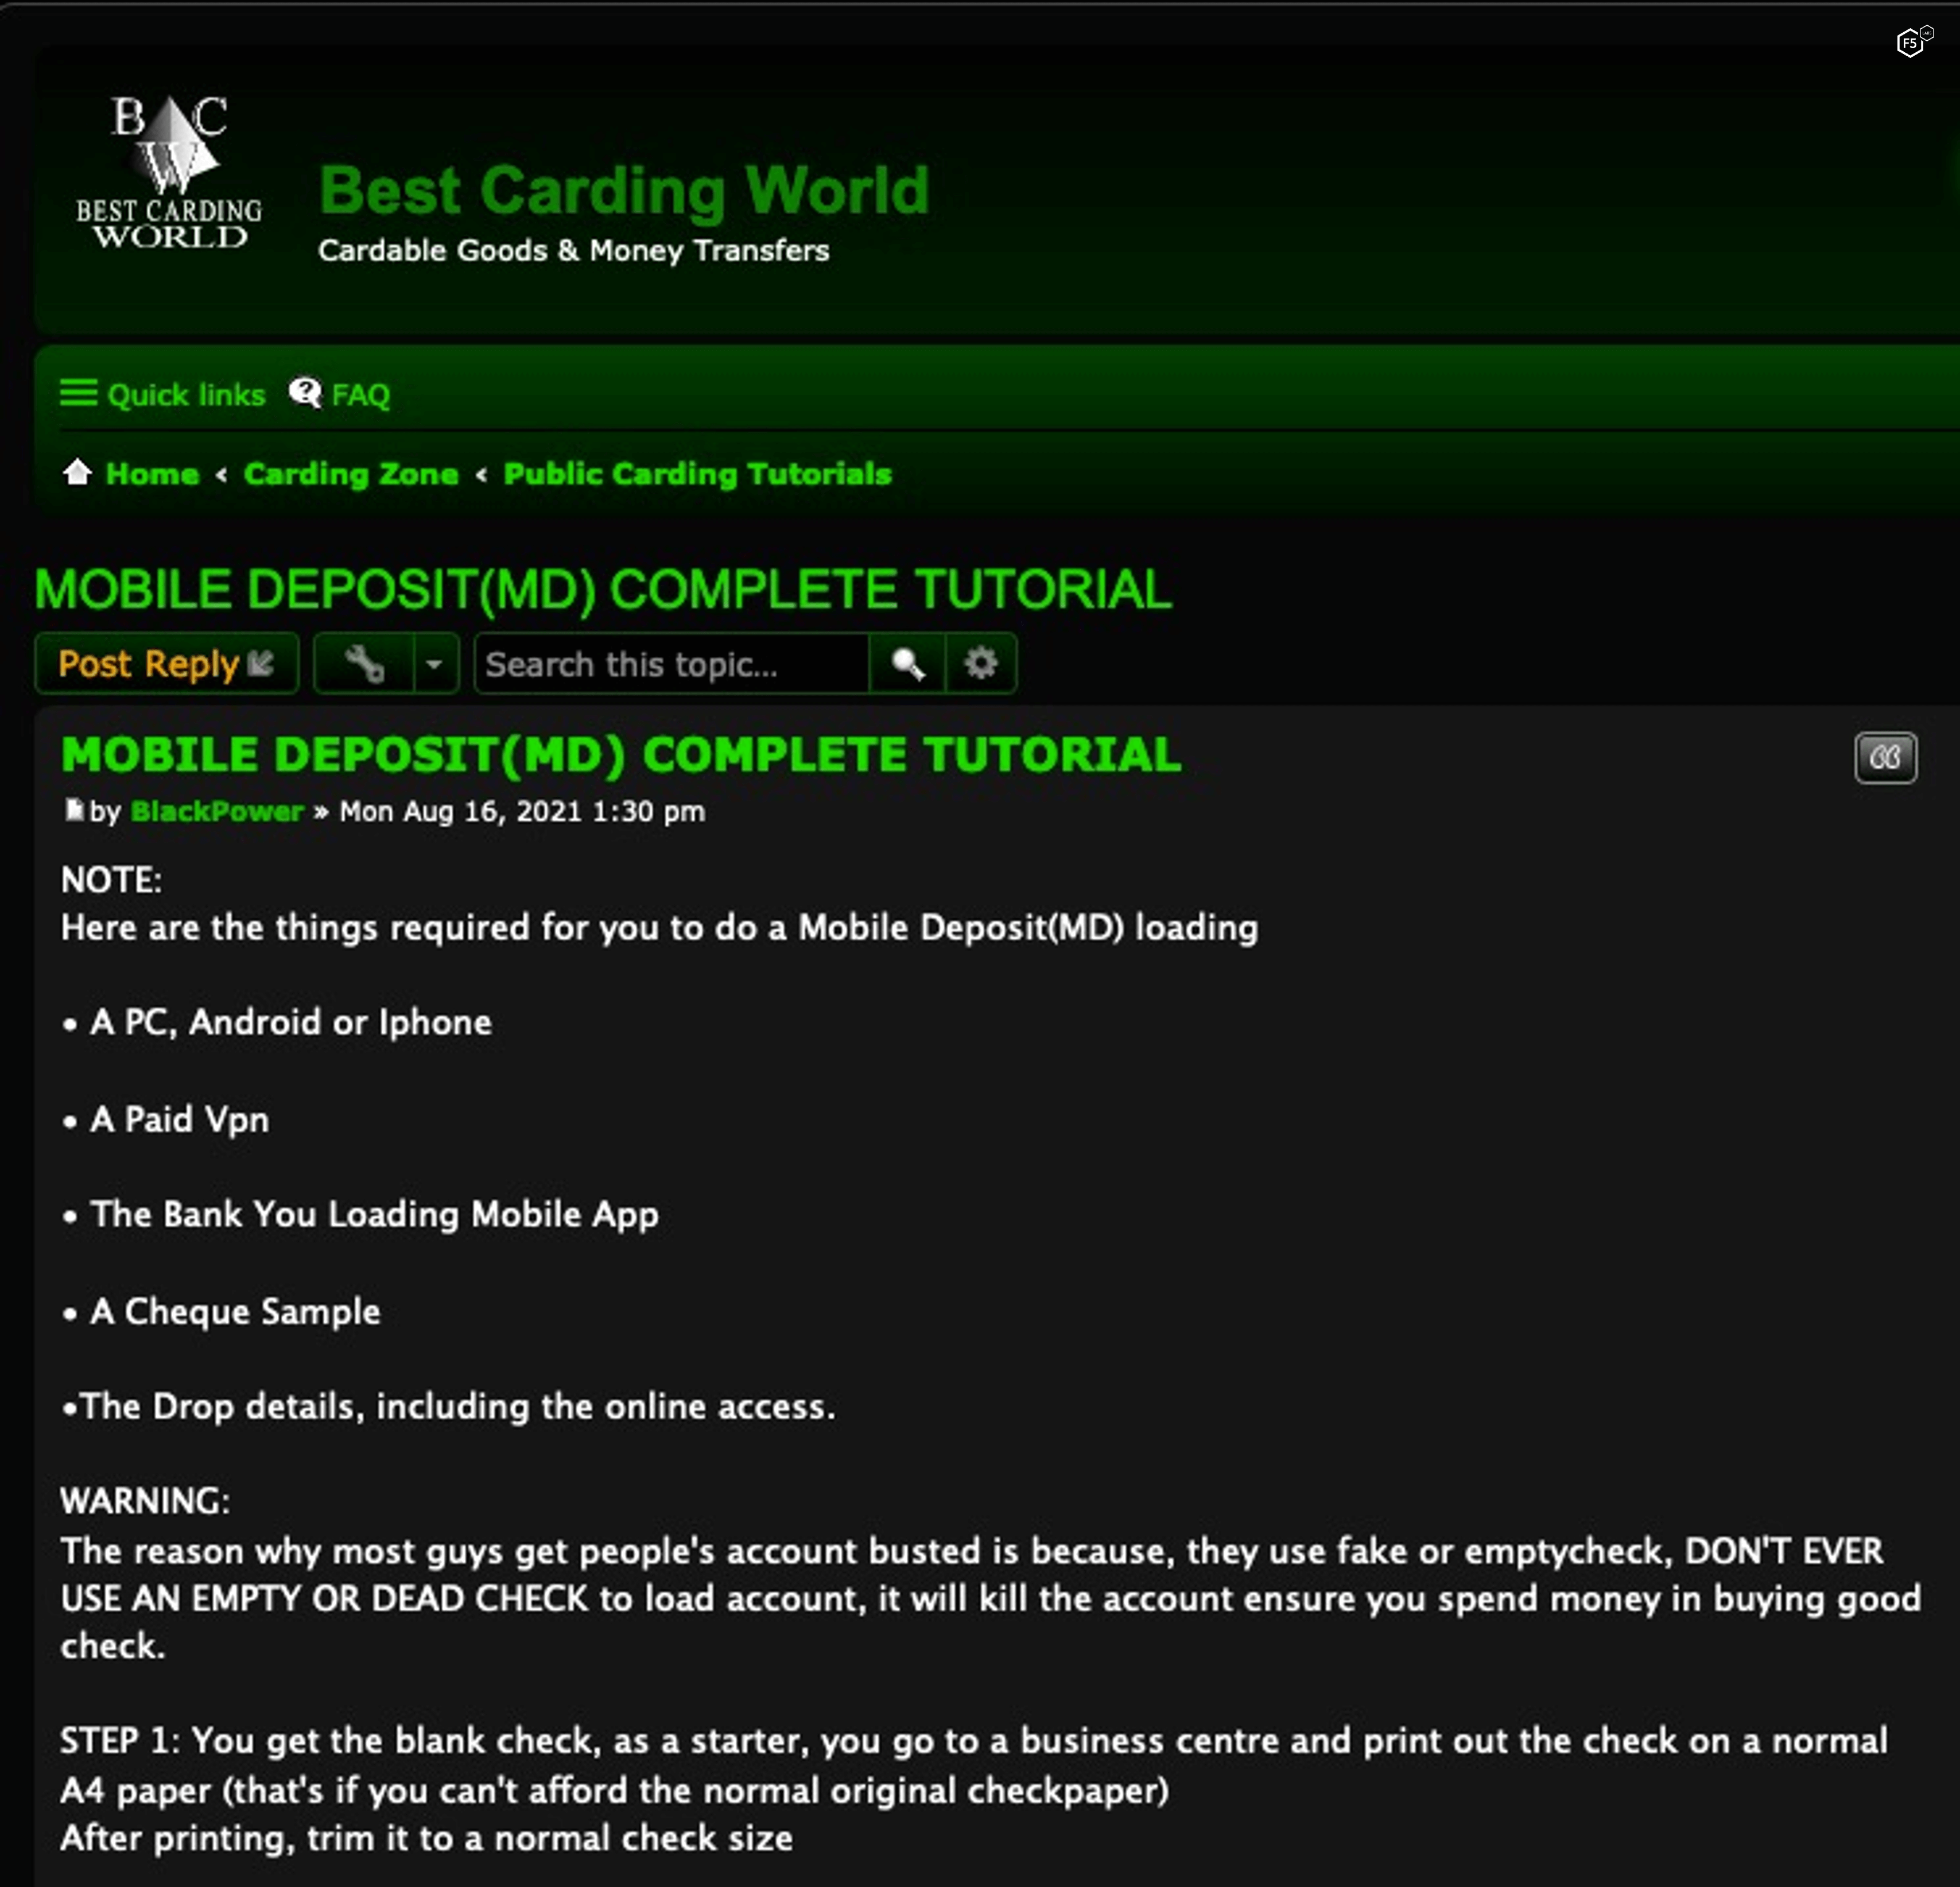 F5
LABS
B C
W
BEST CARDING
WORLD
Best Carding World
Cardable Goods & Money Transfers
Quick links FAQ
Home ‹ Carding Zone ‹ Public Carding Tutorials
MOBILE DEPOSIT(MD) COMPLETE TUTORIAL
Post Reply Search this topic...
MOBILE DEPOSIT(MD) COMPLETE TUTORIAL
by BlackPower » Mon Aug 16, 2021 1:30 pm
NOTE:
Here are the things required for you to do a Mobile Deposit(MD) loading
• A PC, Android or Iphone
• A Paid Vpn
• The Bank You Loading Mobile App
• A Cheque Sample
•The Drop details, including the online access.
WARNING:
The reason why most guys get people's account busted is because, they use fake or emptycheck, DON'T EVER
USE AN EMPTY OR DEAD CHECK to load account, it will kill the account ensure you spend money in buying good
check.
STEP 1: You get the blank check, as a starter, you go to a business centre and print out the check on a normal
A4 paper (that's if you can't afford the normal original checkpaper)
After printing, trim it to a normal check size